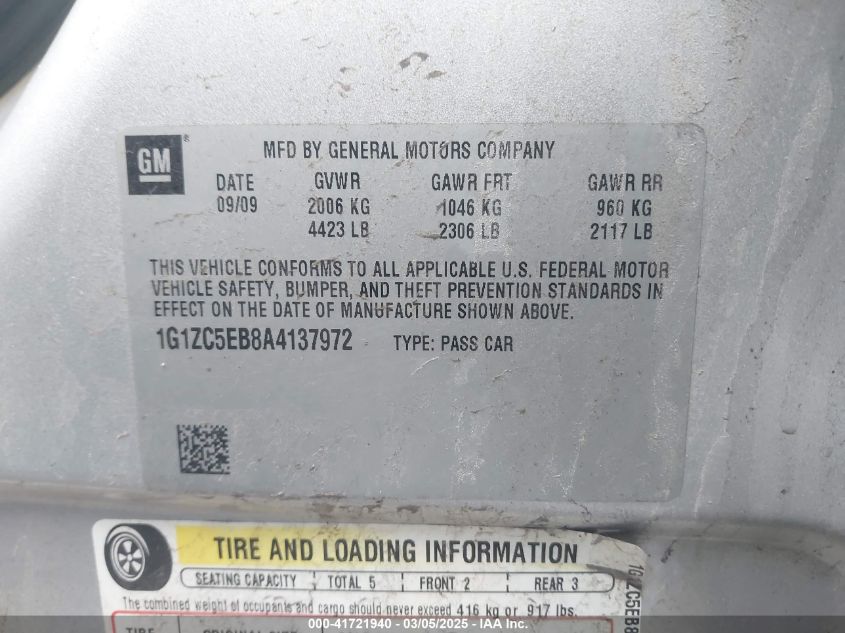 GM®
MFD BY GENERAL MOTORS COMPANY
DATE GVWR GAWR FRT GAWR RR
09/09 2006 KG 1046 KG 960 KG
4423 LB 2306 LB 2117 LB
THIS VEHICLE CONFORMS TO ALL APPLICABLE U.S. FEDERAL MOTOR
VEHICLE SAFETY, BUMPER, AND THEFT PREVENTION STANDARDS IN
EFFECT ON THE DATE OF MANUFACTURE SHOWN ABOVE.
1G1ZC5EB8A4137972 TYPE: PASS CAR
TIRE AND LOADING INFORMATION
SEATING CAPACITY TOTAL 5 FRONT 2 REAR 3
The combined weight of occupants and cargo should never exceed 416 kg or 917 lbs.
TIRE ORIGINAL SIZE
1G1ZC5EB8
000-41721940 - 03/05/2025 - IAA Inc.